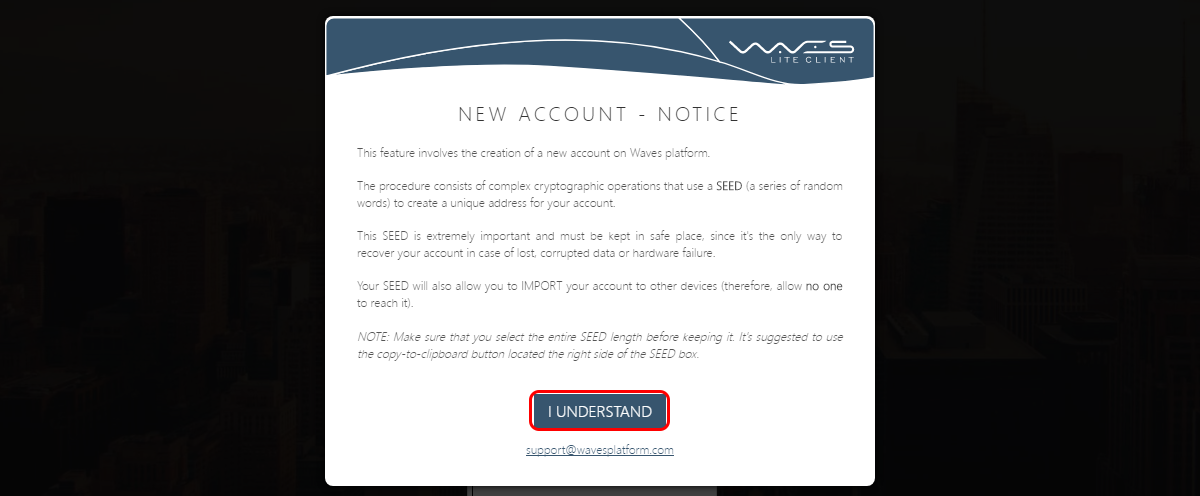 WAVES
LITE CLIENT
NEW ACCOUNT - NOTICE
This feature involves the creation of a new account on Waves platform.
The procedure consists of complex cryptographic operations that use a SEED (a series of random
words) to create a unique address for your account.
This SEED is extremely important and must be kept in safe place, since it's the only way to
recover your account in case of lost, corrupted data or hardware failure.
Your SEED will also allow you to IMPORT your account to other devices (therefore, allow no one
to reach it).
NOTE: Make sure that you select the entire SEED length before keeping it. It's suggested to use
the copy-to-clipboard button located the right side of the SEED box.
I UNDERSTAND
support@wavesplatform.com